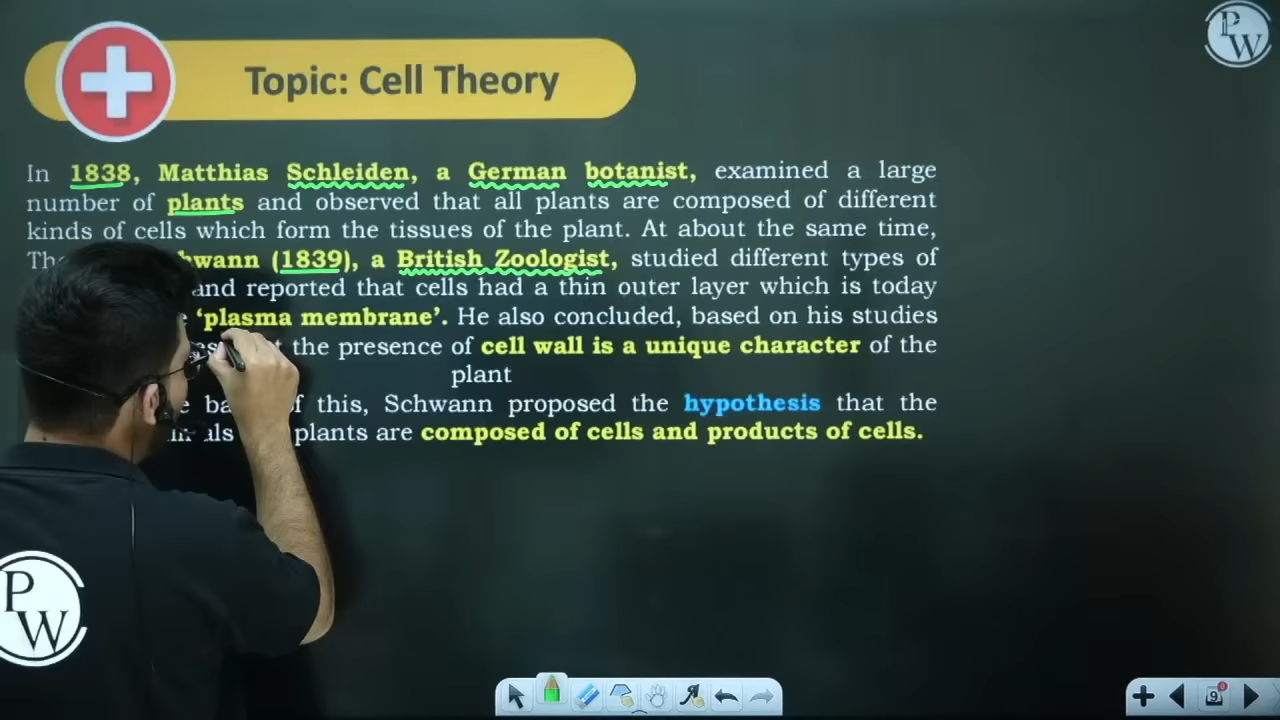 PW
Topic: Cell Theory
In 1838, Matthias Schleiden, a German botanist, examined a large
number of plants and observed that all plants are composed of different
kinds of cells which form the tissues of the plant. At about the same time,
(1839), a British Zoologist, studied different types of
and reported that cells had a thin outer layer which is today
‘plasma membrane’. He also concluded, based on his studies
the presence of cell wall is a unique character of the
plant
of this, Schwann proposed the hypothesis that the
plants are composed of cells and products of cells.
PW
9